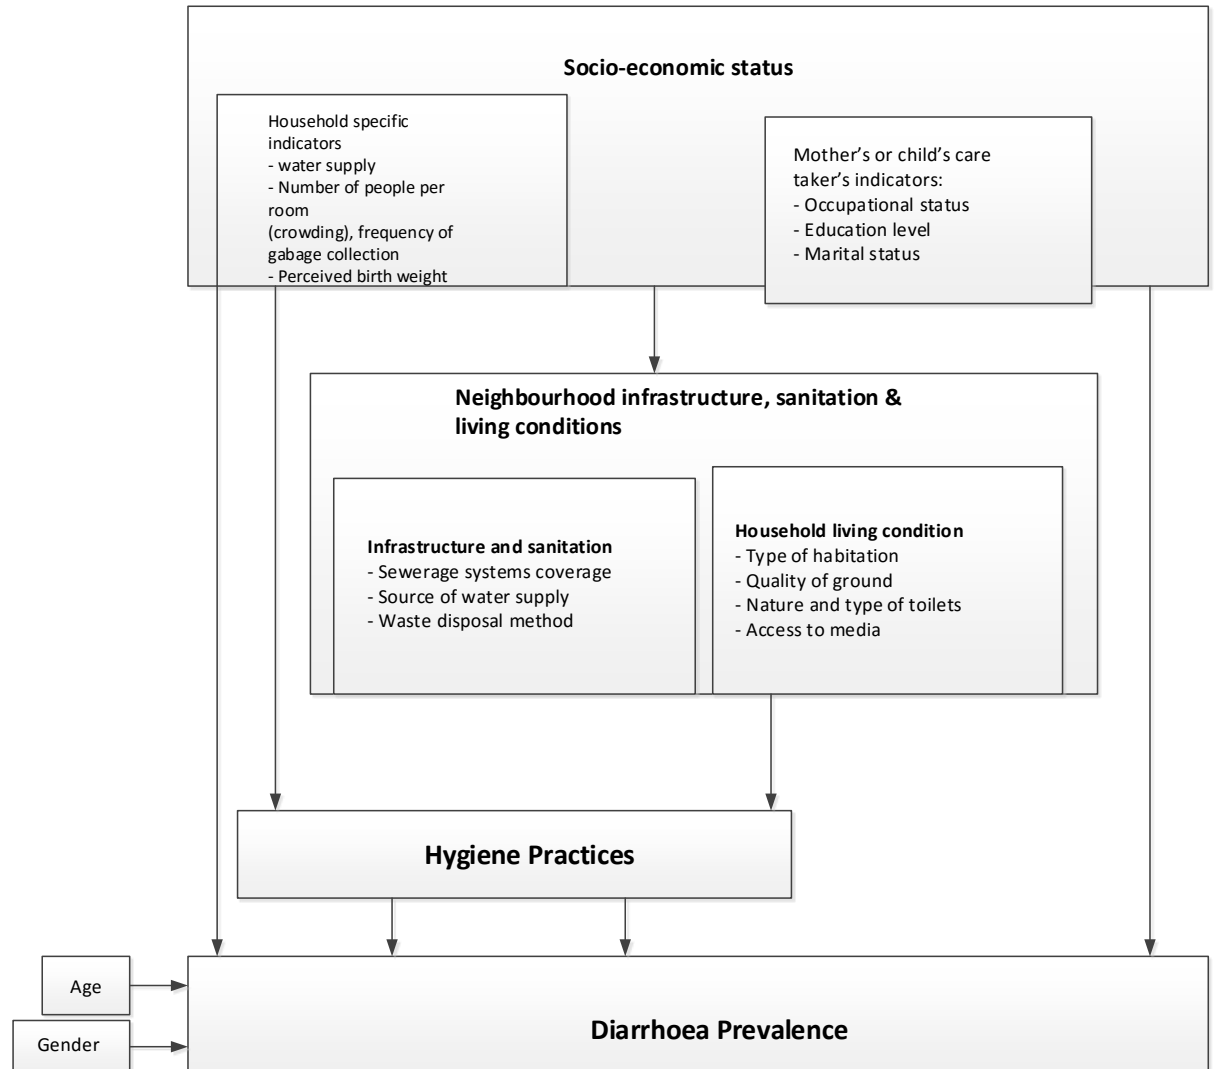 Socio-economic status
Household specific
indicators
- water supply
- Number of people per
room
(crowding), frequency of
gabage collection
- Perceived birth weight
Mother’s or child’s care
taker’s indicators:
- Occupational status
- Education level
- Marital status
Neighbourhood infrastructure, sanitation &
living conditions
Infrastructure and sanitation
- Sewerage systems coverage
- Source of water supply
- Waste disposal method
Household living condition
- Type of habitation
- Quality of ground
- Nature and type of toilets
- Access to media
Hygiene Practices
Age
Gender
Diarrhoea Prevalence